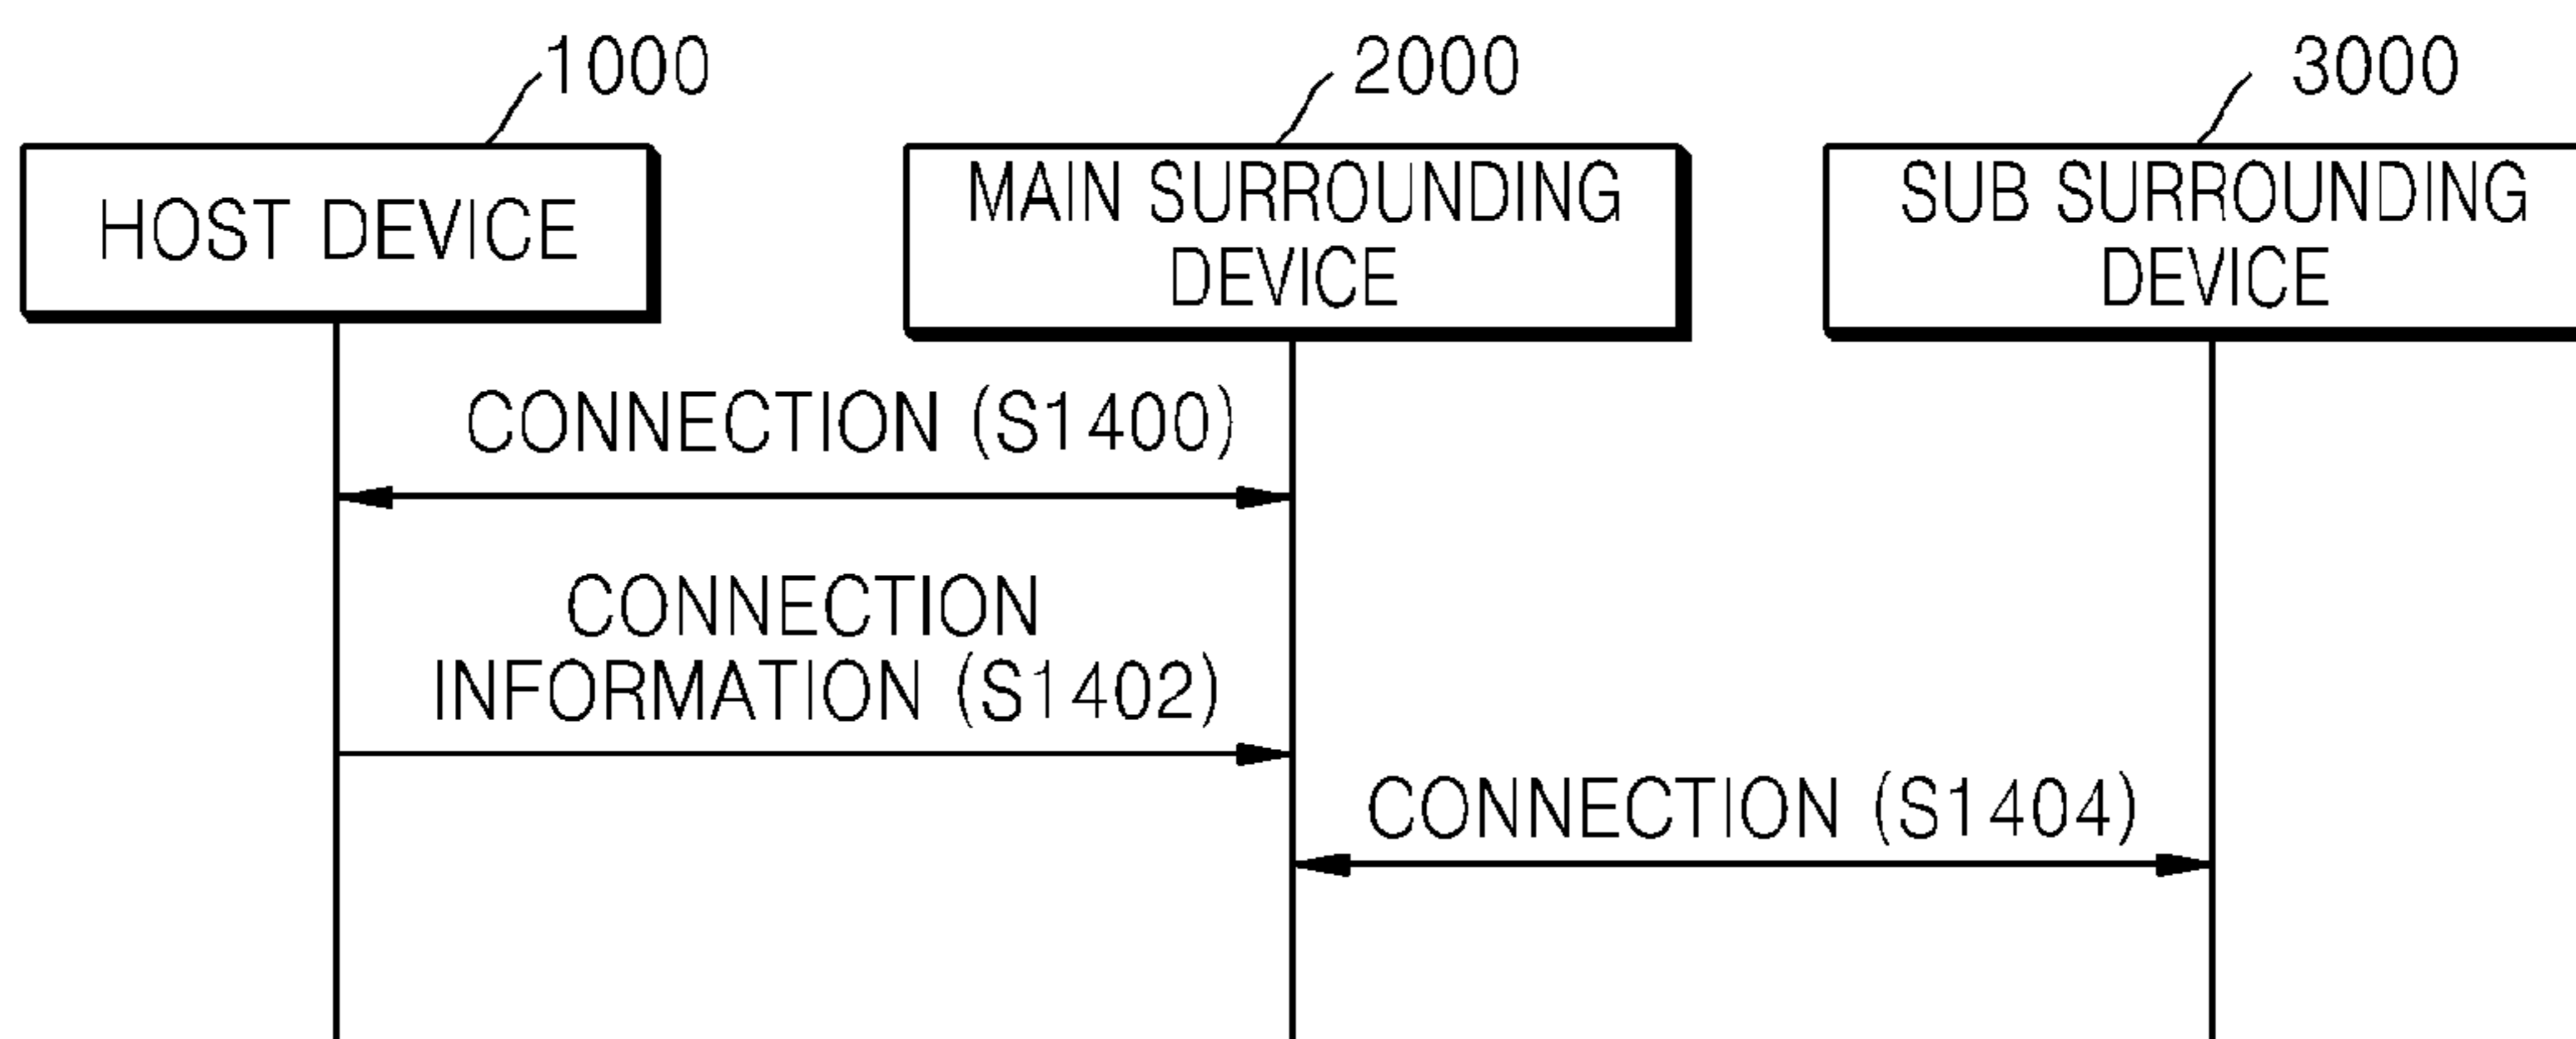 1000
2000
3000
HOST DEVICE
MAIN SURROUNDING
DEVICE
SUB SURROUNDING
DEVICE
CONNECTION (S1400)
CONNECTION
INFORMATION (S1402)
CONNECTION (S1404)